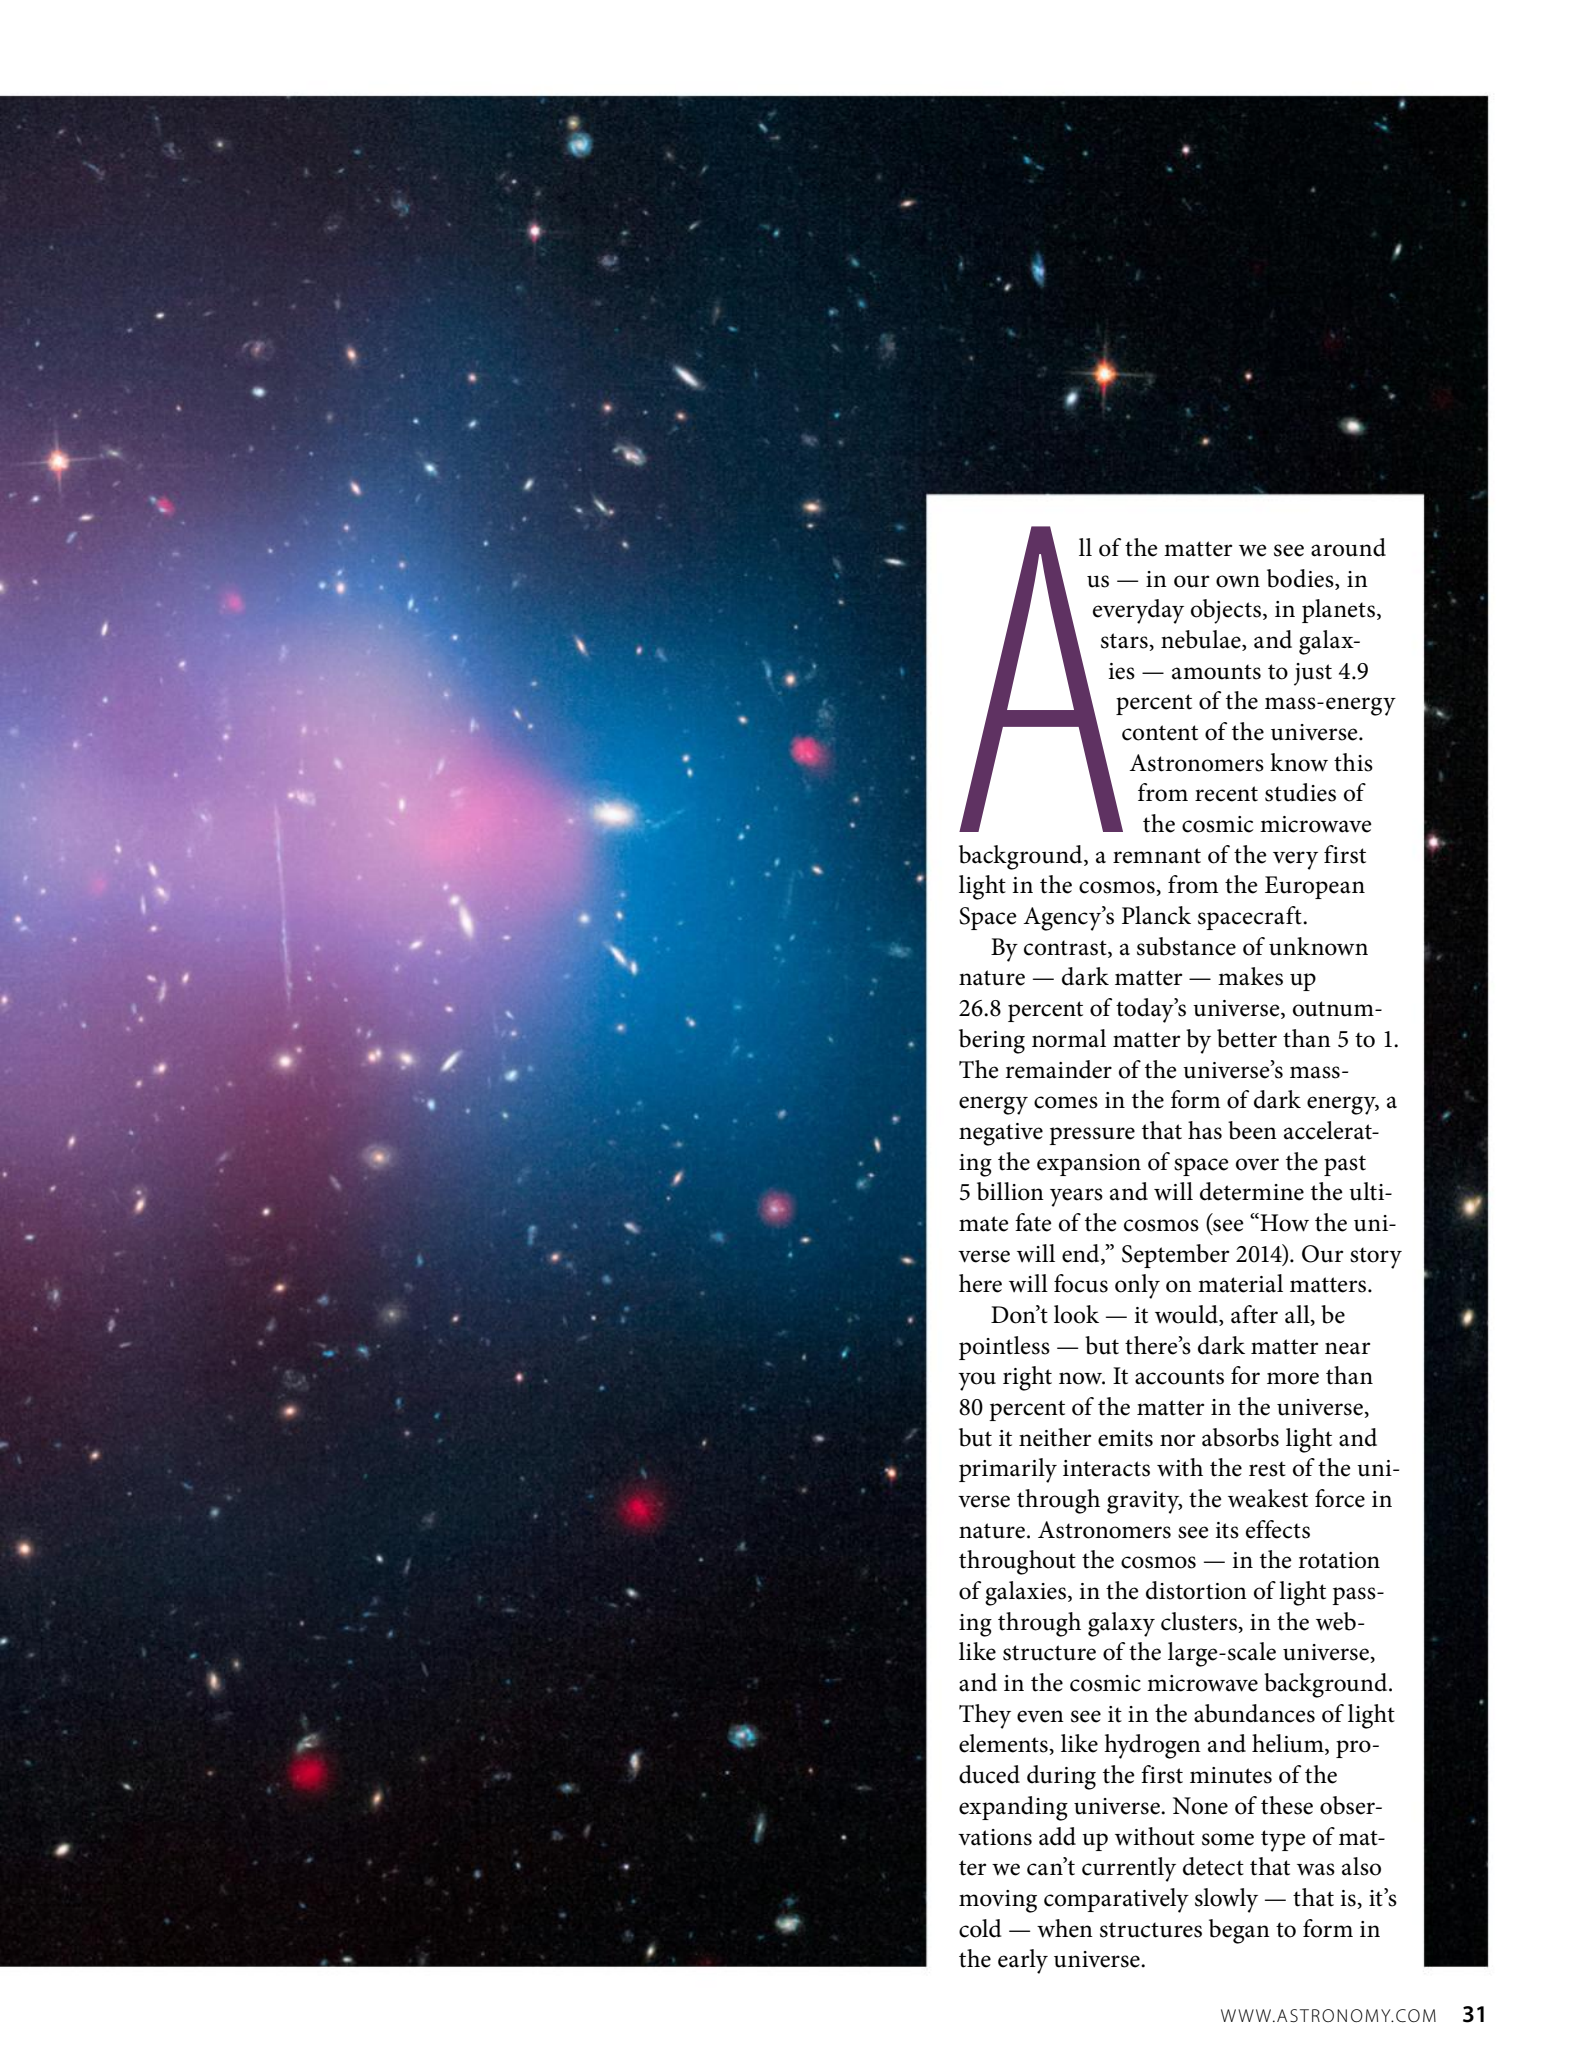 All of the matter we see around
us — in our own bodies, in
everyday objects, in planets,
stars, nebulae, and galax-
ies — amounts to just 4.9
percent of the mass-energy
content of the universe.
Astronomers know this
from recent studies of
the cosmic microwave
background, a remnant of the very first
light in the cosmos, from the European
Space Agency’s Planck spacecraft.
By contrast, a substance of unknown
nature — dark matter — makes up
26.8 percent of today’s universe, outnum-
bering normal matter by better than 5 to 1.
The remainder of the universe’s mass-
energy comes in the form of dark energy, a
negative pressure that has been accelerat-
ing the expansion of space over the past
5 billion years and will determine the ulti-
mate fate of the cosmos (see “How the uni-
verse will end,” September 2014). Our story
here will focus only on material matters.
Don’t look — it would, after all, be
pointless — but there’s dark matter near
you right now. It accounts for more than
80 percent of the matter in the universe,
but it neither emits nor absorbs light and
primarily interacts with the rest of the uni-
verse through gravity, the weakest force in
nature. Astronomers see its effects
throughout the cosmos — in the rotation
of galaxies, in the distortion of light pass-
ing through galaxy clusters, in the web-
like structure of the large-scale universe,
and in the cosmic microwave background.
They even see it in the abundances of light
elements, like hydrogen and helium, pro-
duced during the first minutes of the
expanding universe. None of these obser-
vations add up without some type of mat-
ter we can’t currently detect that was also
moving comparatively slowly — that is, it’s
cold — when structures began to form in
the early universe.
WWW.ASTRONOMY.COM 31